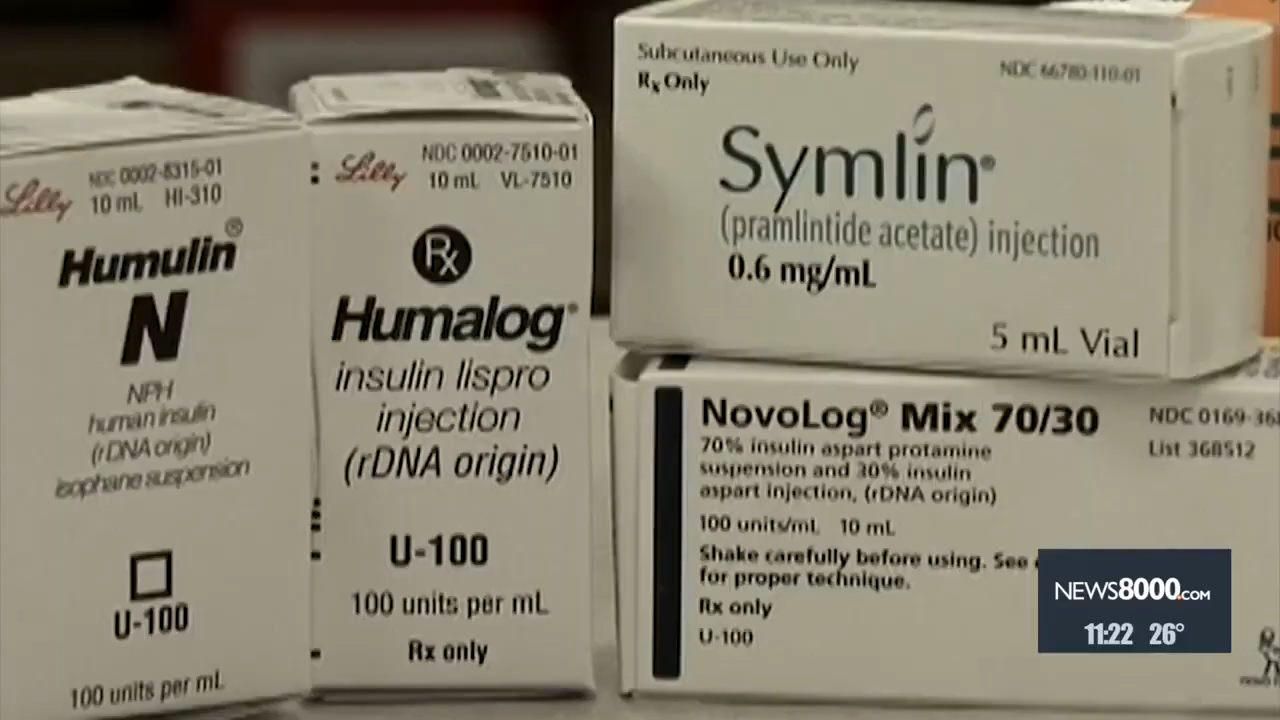 Lilly
NDC 0002-8315-01
10 mL HI-310
Humulin®
N
NPH
human insulin
(rDNA origin)
isophane suspension
U-100
100 units per mL
Lilly
NDC 0002-7510-01
10 mL VL-7510
Rx
Humalog®
insulin lispro
injection
(rDNA origin)
U-100
100 units per mL
Rx only
Subcutaneous Use Only
Rx Only
NDC 66780-110-01
Symlin®
(pramlintide acetate) injection
0.6 mg/mL
5 mL Vial
NovoLog® Mix 70/30
70% insulin aspart protamine
suspension and 30% insulin
aspart injection, (rDNA origin)
100 units/mL 10 mL
Shake carefully before using. See
for proper technique.
Rx only
U-100
NDC 0169-36
List 368512
NEWS8000.COM
11:22 26°